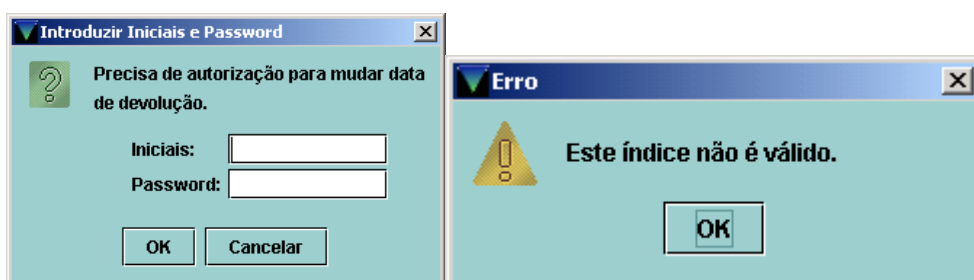 Introduzir Iniciais e Password
Precisa de autorização para mudar data
de devolução.
Iniciais:
Password:
OK Cancelar
Erro
Este índice não é válido.
OK